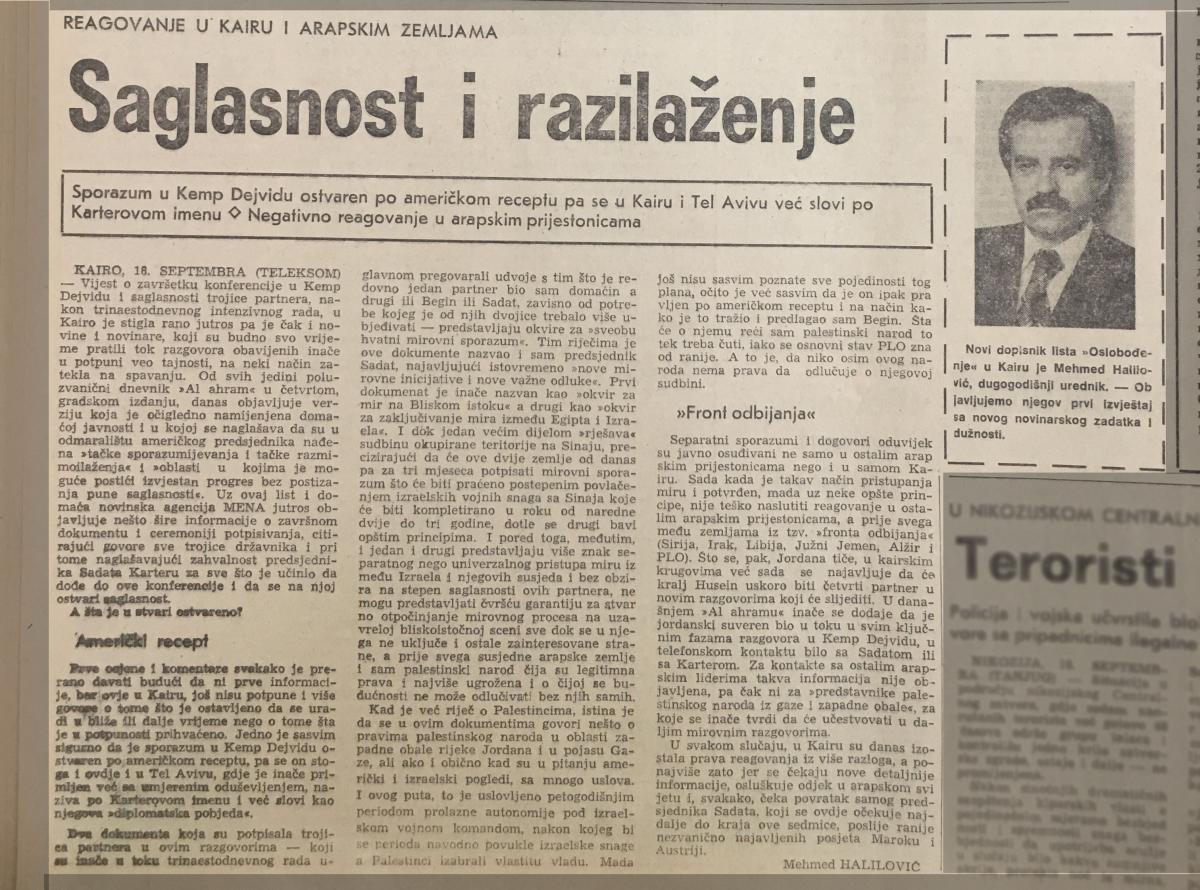 REAGOVANJE U KAIRU I ARAPSKIM ZEMLJAMA
Saglasnost i razilaženje
Sporazum u Kemp Dejvidu ostvaren po američkom receptu pa se u Kairu i Tel Avivu već slovi po
Karterovom imenu ◇ Negativno reagovanje u arapskim prijestonicama
KAIRO, 18. SEPTEMBRA (TELEKSOM)
— Vijest o završetku konferencije u Kemp
Dejvidu i saglasnosti trojice partnera, na-
kon trinaestodnevnog intenzivnog rada, u
Kairo je stigla rano jutros pa je čak i no-
vine i novinare, koji su budno svo vrije-
me pratili tok razgovora obavljenih inače
u potpuni veo tajnosti, na neki način za-
tekla na spavanju. Od svih jedini polu-
zvanični dnevnik »Al ahram« u četvrtom,
gradskom izdanju, danas objavljuje ver-
ziju koja je očigledno namijenjena doma-
ćoj javnosti i u kojoj se naglašava da su u
odmaralištu američkog predsjednika nađe-
na »tačke sporazumijevanja i tačke razmi-
moilaženja« i »oblasti u kojima je mo-
guće postići izvjestan progres bez postiza-
nja pune saglasnosti«. Uz ovaj list i do-
maća novinska agencija MENA jutros ob-
javljuje nešto šire informacije o završnom
dokumentu i ceremoniji potpisivanja, citi-
rajući govore sve trojice državnika i pri
tome naglašavajući zahvalnost predsjedni-
ka Sadata Karteru za sve što je učinio da
dođe do ove konferencije i da se na njoj
ostvari saglasnost.
A šta je u stvari ostvareno?
Američki recept
Prve ocjene i komentare svakako je pre-
rano davati budući da ni prve informaci-
je, bar ovje u Kairu, još nisu potpune i više
govore o tome što je ostavljeno da se ura-
di u bliže ili dalje vrijeme nego o tome šta
je u potpunosti prihvaćeno. Jedno je sasvim
sigurno da je sporazum u Kemp Dejvidu o-
stvaren po američkom receptu, pa se on sto-
ga i ovdje i u Tel Avivu, gdje je inače pri-
mljen već sa umjerenim oduševljenjem, na-
ziva po Karterovom imenu i već slovi kao
njegova »diplomatska pobjeda«.
Dva dokumenta koja su potpisala troji-
ca partnera u ovim razgovorima — koji
su inače u toku trinaestodnevnog rada u-
glavnom pregovarali udvoje s tim što je re-
dovno jedan partner bio sam domaćin a
drugi ili Begin ili Sadat, zavisno od potre-
be kojeg je od njih dvojice trebalo više u-
bjeđivati — predstavljaju okvire za »sveobu
hvatni mirovni sporazum«. Tim riječima je
ove dokumente nazvao i sam predsjednik
Sadat, najavljujući istovremeno »nove mi-
rovne inicijative i nove važne odluke«. Prvi
dokumenat je inače nazvan kao »okvir za
mir na Bliskom istoku« a drugi kao »okvir
za zaključivanje mira između Egipta i Izra-
ela«. I dok jedan većim dijelom »rješava«
sudbinu okupirane teritorije na Sinaju, pre-
cizirajući da će ove dvije zemlje od danas
pa za tri mjeseca potpisati mirovni spora-
zum što će biti praćeno postepenim povlače-
njem izraelskih vojnih snaga sa Sinaja koje
će biti kompletirano u roku od naredne
dvije do tri godine, dotle se drugi bavi
opštim principima. I pored toga, međutim,
i jedan i drugi predstavljaju više znak se-
paratnog nego univerzalnog pristupa miru iz
među Izraela i njegovih susjeda i bez obzi-
ra na stepen saglasnosti ovih partnera, ne
mogu predstavljati čvršću garantiju za stvar
no otpočinjanje mirovnog procesa na uza-
vreloj bliskoistočnoj sceni sve dok se u nje-
ga ne uključe i ostale zainteresovane stra-
ne, a prije svega susjedne arapske zemlje
i sam palestinski narod čija su legitimna
prava i najviše ugrožena i o čijoj se bu-
dućnosti ne može odlučivati bez njih samih.
Kad je već riječ o Palestincima, istina je
da se u ovim dokumentima govori nešto o
pravima palestinskog naroda u oblasti za-
padne obale rijeke Jordana i u pojasu Ga-
ze, ali ako i obično kad su u pitanju ame-
rički i izraelski pogledi, sa mnogo uslova.
I ovog puta, to je uslovljeno petogodišnjim
periodom prolazne autonomije pod izrael-
skom vojnom komandom, nakon kojeg bi
se perioda navodno povukle izraelske snage
a Palestinci izabrali vlastitu vladu. Mada
još nisu sasvim poznate sve pojedinosti tog
plana, očito je već sasvim da je on ipak pra
vljen po američkom receptu i na način ka-
ko je to tražio i predlagao sam Begin. Šta
će o njemu reći sam palestinski narod to
tek treba čuti, iako se osnovni stav PLO zna
od ranije. A to je, da niko osim ovog na-
roda nema prava da odlučuje o njegovoj
sudbini.
»Front odbijanja«
Separatni sporazumi i dogovori oduvijek
su javno osuđivani ne samo u ostalim arap
skim prijestonicama nego i u samom Ka-
iru. Sada kada je takav način pristupanja
miru i potvrđen, mada uz neke opšte prin-
cipe, nije teško naslutiti reagovanje u osta-
lim arapskim prijestonicama, a prije svega
među zemljama iz tzv. »fronta odbijanja«
(Sirija, Irak, Libija, Južni Jemen, Alžir i
PLO). Što se, pak, Jordana tiče, u kairskim
krugovima već sada se najavljuje da će
kralj Husein uskoro biti četvrti partner u
novim razgovorima koji će slijediti. U dana-
šnjem »Al ahramu« inače se dodaje da je
jordanski suveren bio u toku u svim ključ-
nim fazama razgovora u Kemp Dejvidu, u
telefonskom kontaktu bilo sa Sadatom ili
sa Karterom. Za kontakte sa ostalim arap-
skim liderima takva informacija nije ob-
javljena, pa čak ni za »predstavnike pale-
stinskog naroda iz gaze i zapadne obale«, za
koje se inače tvrdi da će učestvovati u da-
ljim mirovnim razgovorima.
U svakom slučaju, u Kairu su danas izo-
stala prava reagovanja iz više razloga, a po-
najviše zato jer se čekaju nove detaljnije
informacije, osluškuje odjek u arapskom svi
jetu i, svakako, čeka povratak samog pred-
sjednika Sadata, koji se ovdje očekuje naj-
dalje do kraja ove sedmice, poslije ranije
nezvanično najavljenih posjeta Maroku i
Austriji.
Mehmed HALILOVIĆ
Novi dopisnik lista »Oslobođe-
nje« u Kairu je Mehmed Halilo-
vić, dugogodišnji urednik. — Ob
javljujemo njegov prvi izvještaj
sa novog novinarskog zadatka i
dužnosti.
U NIKOZIJSKOM CENTRALN
Teroristi
Policija i vojska učvrstila blo